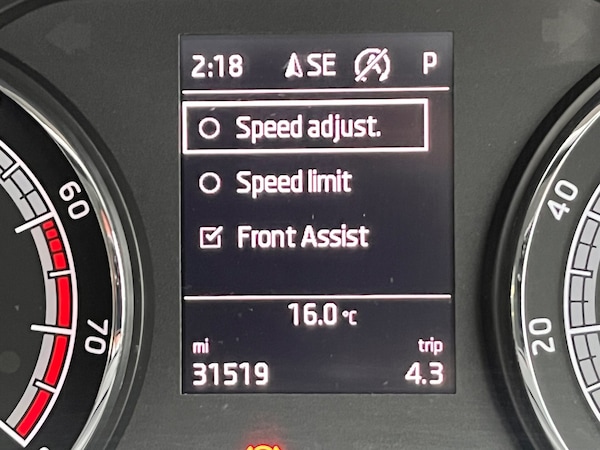 2:18 SE P
Speed adjust.
Speed limit
Front Assist
16.0 °C
mi trip
31519 4.3
60
70
40
20